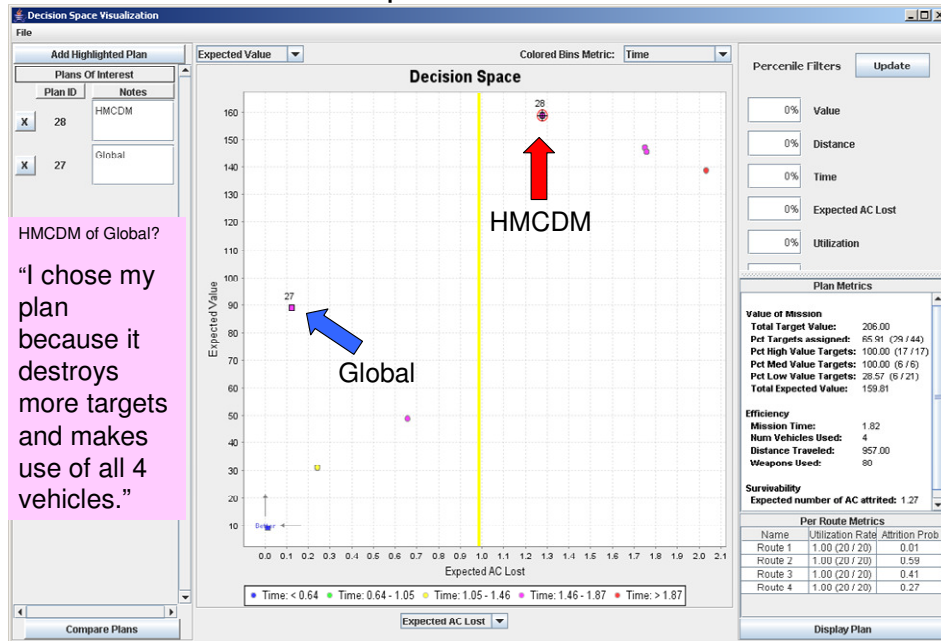 Decision Space Visualization
File
Add Highlighted Plan
Plans Of Interest
Plan ID Notes
X 28 HMCDM
X 27 Global
HMCDM of Global?
“I chose my
plan
because it
destroys
more targets
and makes
use of all 4
vehicles.”
Compare Plans
Expected Value
Colored Bins Metric: Time
Decision Space
Expected Value
160
150
140
130
120
110
100
90
80
70
60
50
40
30
20
10
28
HMCDM
27
Global
Better
0.0 0.1 0.2 0.3 0.4 0.5 0.6 0.7 0.8 0.9 1.0 1.1 1.2 1.3 1.4 1.5 1.6 1.7 1.8 1.9 2.0 2.1
Expected AC Lost
Time: < 0.64 Time: 0.64 - 1.05 Time: 1.05 - 1.46 Time: 1.46 - 1.87 Time: > 1.87
Expected AC Lost
Percenile Filters Update
0% Value
0% Distance
0% Time
0% Expected AC Lost
0% Utilization
Plan Metrics
Value of Mission
Total Target Value: 206.00
Pct Targets assigned: 65.91 (29 / 44)
Pct High Value Targets: 100.00 (17 / 17)
Pct Med Value Targets: 100.00 (6 / 6)
Pct Low Value Targets: 28.57 (6 / 21)
Total Expected Value: 159.81
Efficiency
Mission Time: 1.82
Num Vehicles Used: 4
Distance Traveled: 957.00
Weapons Used: 80
Survivability
Expected number of AC attrited: 1.27
Per Route Metrics
Name Utilization Rate Attrition Prob
Route 1 1.00 (20 / 20) 0.01
Route 2 1.00 (20 / 20) 0.59
Route 3 1.00 (20 / 20) 0.41
Route 4 1.00 (20 / 20) 0.27
Display Plan